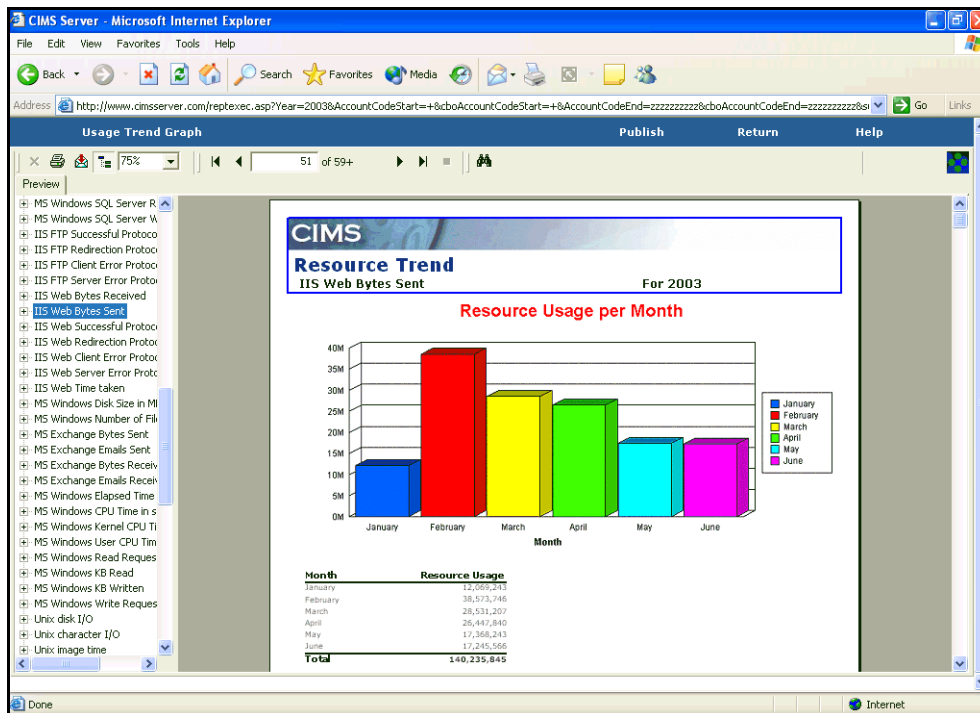 CIMS Server - Microsoft Internet Explorer
File Edit View Favorites Tools Help
Back Search Favorites Media
Address http://www.cimsserver.com/reptexec.asp?Year=2003&AccountCodeStart=+&cboAccountCodeStart=+&AccountCodeEnd=zzzzzzzzzz&cboAccountCodeEnd=zzzzzzzzzz&su Go Links
Usage Trend Graph Publish Return Help
75% 51 of 59+
Preview
MS Windows SQL Server R
MS Windows SQL Server W
IIS FTP Successful Protoco
IIS FTP Redirection Protoc
IIS FTP Client Error Protoc
IIS FTP Server Error Proto
IIS Web Bytes Received
IIS Web Bytes Sent
IIS Web Successful Protoc
IIS Web Redirection Protoc
IIS Web Client Error Protoc
IIS Web Server Error Protc
IIS Web Time taken
MS Windows Disk Size in MI
MS Windows Number of File
MS Exchange Bytes Sent
MS Exchange Emails Sent
MS Exchange Bytes Receiv
MS Exchange Emails Receiv
MS Windows Elapsed Time
MS Windows CPU Time in s
MS Windows Kernel CPU Ti
MS Windows User CPU Tim
MS Windows Read Reques
MS Windows KB Read
MS Windows KB Written
MS Windows Write Reques
Unix disk I/O
Unix character I/O
Unix image time
CIMS
Resource Trend
IIS Web Bytes Sent For 2003
Resource Usage per Month
40M
35M
30M
25M
20M
15M
10M
5M
0M
January February March April May June
Month
January
February
March
April
May
June
Month Resource Usage
January 12,069,243
February 38,573,746
March 28,531,207
April 26,447,840
May 17,368,243
June 17,245,566
Total 140,235,845
Done Internet